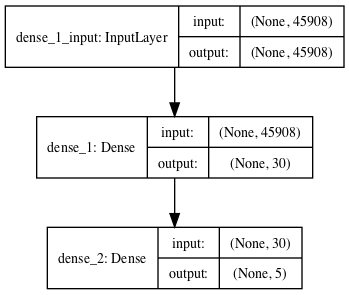 dense_1_input: InputLayer
input: (None, 45908)
output: (None, 45908)
dense_1: Dense
input: (None, 45908)
output: (None, 30)
dense_2: Dense
input: (None, 30)
output: (None, 5)